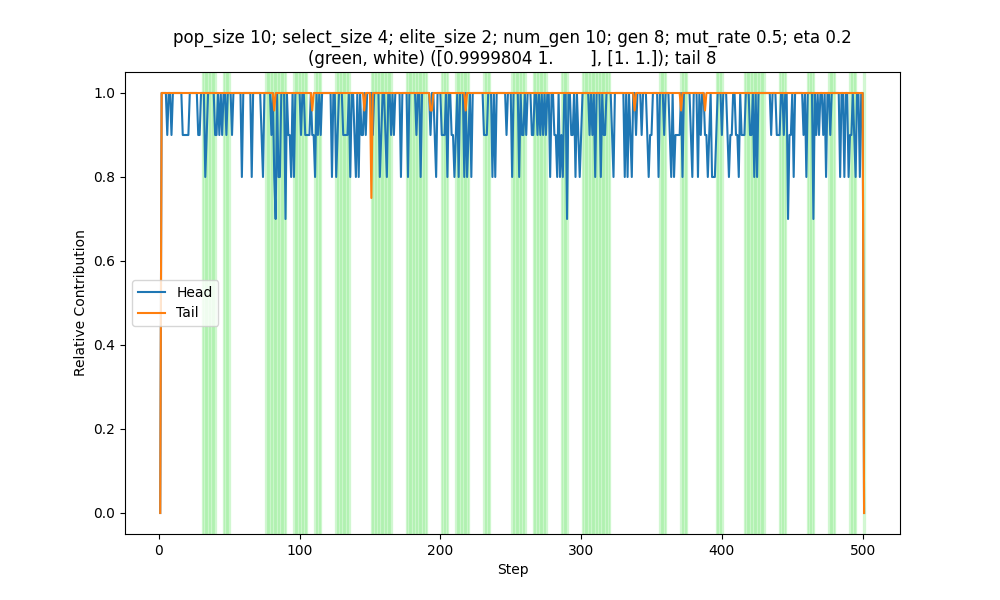 pop_size 10; select_size 4; elite_size 2; num_gen 10; gen 8; mut_rate 0.5; eta 0.2
(green, white) ([0.9999804 1.        ], [1. 1.]); tail 8
1.0
0.8
0.6
0.4
0.2
0.0
Relative Contribution
Head
Tail
0
100
200
300
400
500
Step